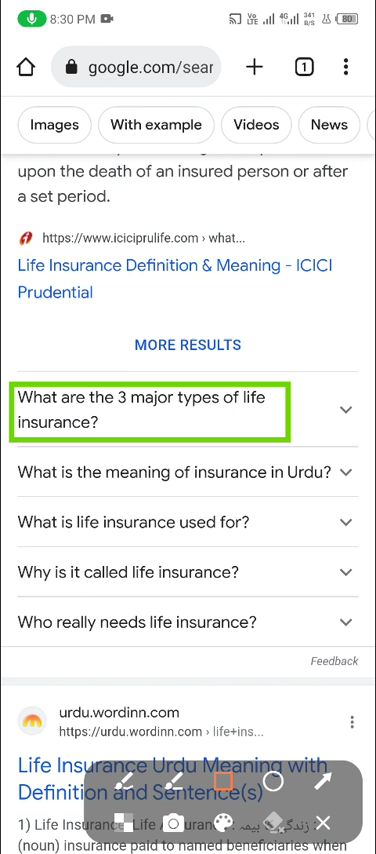 8:30 PM
Vo LTE 4G 341 B/S 80
google.com/sear
1
Images
With example
Videos
News
upon the death of an insured person or after
a set period.
https://www.iciciprulife.com › what...
Life Insurance Definition & Meaning - ICICI
Prudential
MORE RESULTS
What are the 3 major types of life
insurance?
What is the meaning of insurance in Urdu?
What is life insurance used for?
Why is it called life insurance?
Who really needs life insurance?
Feedback
urdu.wordinn.com
https://urdu.wordinn.com › life+ins...
Life Insurance Urdu Meaning with
Definition and Sentence(s)
1) Life Insurance, Life
(noun) insurance paid to named beneficiaries when